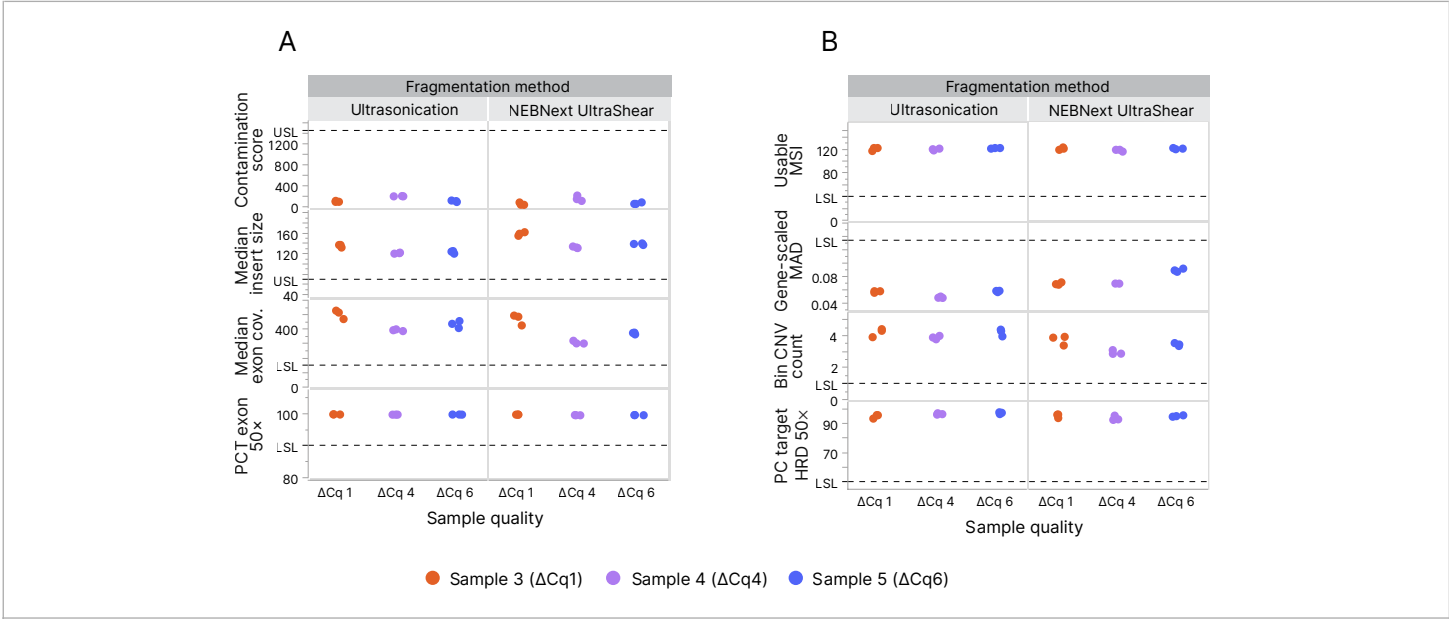 A
Fragmentation method
Ultrasonication NEBNext UltraShear
Contamination
score
USL
1200
800
400
0
Median
insert size
160
120
USL
40
Median
exon cov.
400
LSL
0
PCT exon
50×
100
LSL
80
ΔCq 1 ΔCq 4 ΔCq 6 ΔCq 1 ΔCq 4 ΔCq 6
Sample quality
B
Fragmentation method
Ultrasonication NEBNext UltraShear
Usable
MSI
120
80
LSL
0
Gene-scaled
MAD
LSL
0.08
0.04
Bin CNV
count
4
2
LSL
0
PC target
HRD 50×
90
70
LSL
ΔCq 1 ΔCq 4 ΔCq 6 ΔCq 1 ΔCq 4 ΔCq 6
Sample quality
Sample 3 (ΔCq1) Sample 4 (ΔCq4) Sample 5 (ΔCq6)